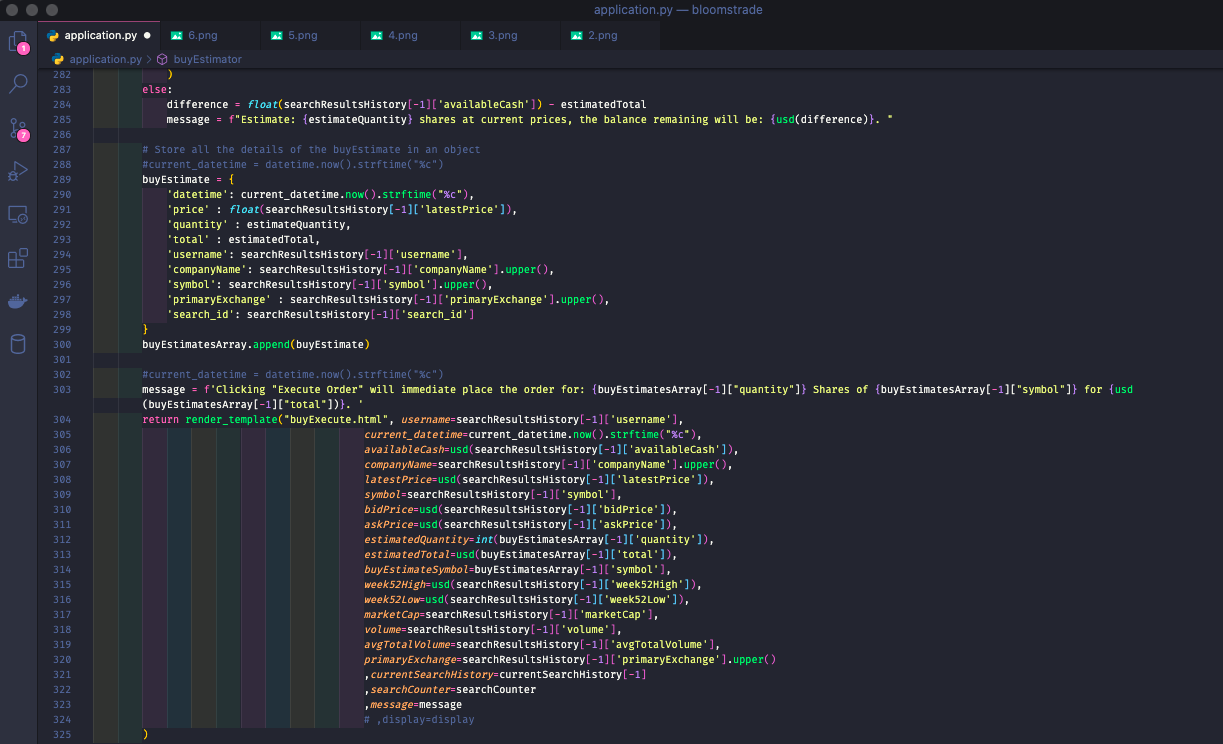 application.py — bloomstrade
application.py
6.png
5.png
4.png
3.png
2.png
application.py > buyEstimator
1
7
282 )
283 else:
284 difference = float(searchResultsHistory[-1]['availableCash']) - estimatedTotal
285 message = f"Estimate: {estimateQuantity} shares at current prices, the balance remaining will be: {usd(difference)}. "
286
287 # Store all the details of the buyEstimate in an object
288 #current_datetime = datetime.now().strftime("%c")
289 buyEstimate = {
290 'datetime': current_datetime.now().strftime("%c"),
291 'price' : float(searchResultsHistory[-1]['latestPrice']),
292 'quantity' : estimateQuantity,
293 'total' : estimatedTotal,
294 'username': searchResultsHistory[-1]['username'],
295 'companyName': searchResultsHistory[-1]['companyName'].upper(),
296 'symbol': searchResultsHistory[-1]['symbol'].upper(),
297 'primaryExchange' : searchResultsHistory[-1]['primaryExchange'].upper(),
298 'search_id': searchResultsHistory[-1]['search_id']
299 }
300 buyEstimatesArray.append(buyEstimate)
301
302 #current_datetime = datetime.now().strftime("%c")
303 message = f'Clicking "Execute Order" will immediate place the order for: {buyEstimatesArray[-1]["quantity"]} Shares of {buyEstimatesArray[-1]["symbol"]} for {usd
(buyEstimatesArray[-1]["total"])}. '
304 return render_template("buyExecute.html", username=searchResultsHistory[-1]['username'],
305 current_datetime=current_datetime.now().strftime("%c"),
306 availableCash=usd(searchResultsHistory[-1]['availableCash']),
307 companyName=searchResultsHistory[-1]['companyName'].upper(),
308 latestPrice=usd(searchResultsHistory[-1]['latestPrice']),
309 symbol=searchResultsHistory[-1]['symbol'],
310 bidPrice=usd(searchResultsHistory[-1]['bidPrice']),
311 askPrice=usd(searchResultsHistory[-1]['askPrice']),
312 estimatedQuantity=int(buyEstimatesArray[-1]['quantity']),
313 estimatedTotal=usd(buyEstimatesArray[-1]['total']),
314 buyEstimateSymbol=buyEstimatesArray[-1]['symbol'],
315 week52High=usd(searchResultsHistory[-1]['week52High']),
316 week52Low=usd(searchResultsHistory[-1]['week52Low']),
317 marketCap=searchResultsHistory[-1]['marketCap'],
318 volume=searchResultsHistory[-1]['volume'],
319 avgTotalVolume=searchResultsHistory[-1]['avgTotalVolume'],
320 primaryExchange=searchResultsHistory[-1]['primaryExchange'].upper()
321 ,currentSearchHistory=currentSearchHistory[-1]
322 ,searchCounter=searchCounter
323 ,message=message
324 # ,display=display
325 )